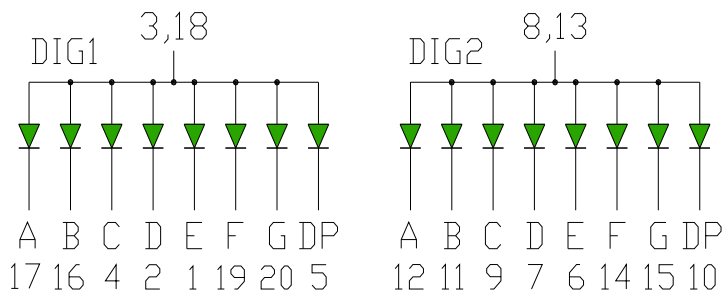 3,18 8,13
DIG1 DIG2
A B C D E F G DP A B C D E F G DP
17 16 4 2 1 19 20 5 12 11 9 7 6 14 15 10